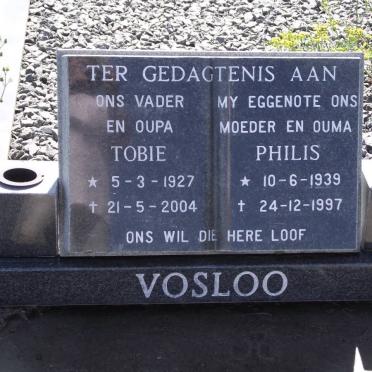 TER GEDAGTENIS AAN
ONS VADER
EN OUPA
TOBIE
★ 5-3-1927
✝ 21-5-2004
MY EGGENOTE ONS
MOEDER EN OUMA
PHILIS
★ 10-6-1939
✝ 24-12-1997
ONS WIL DIE HERE LOOF
VOSLOO